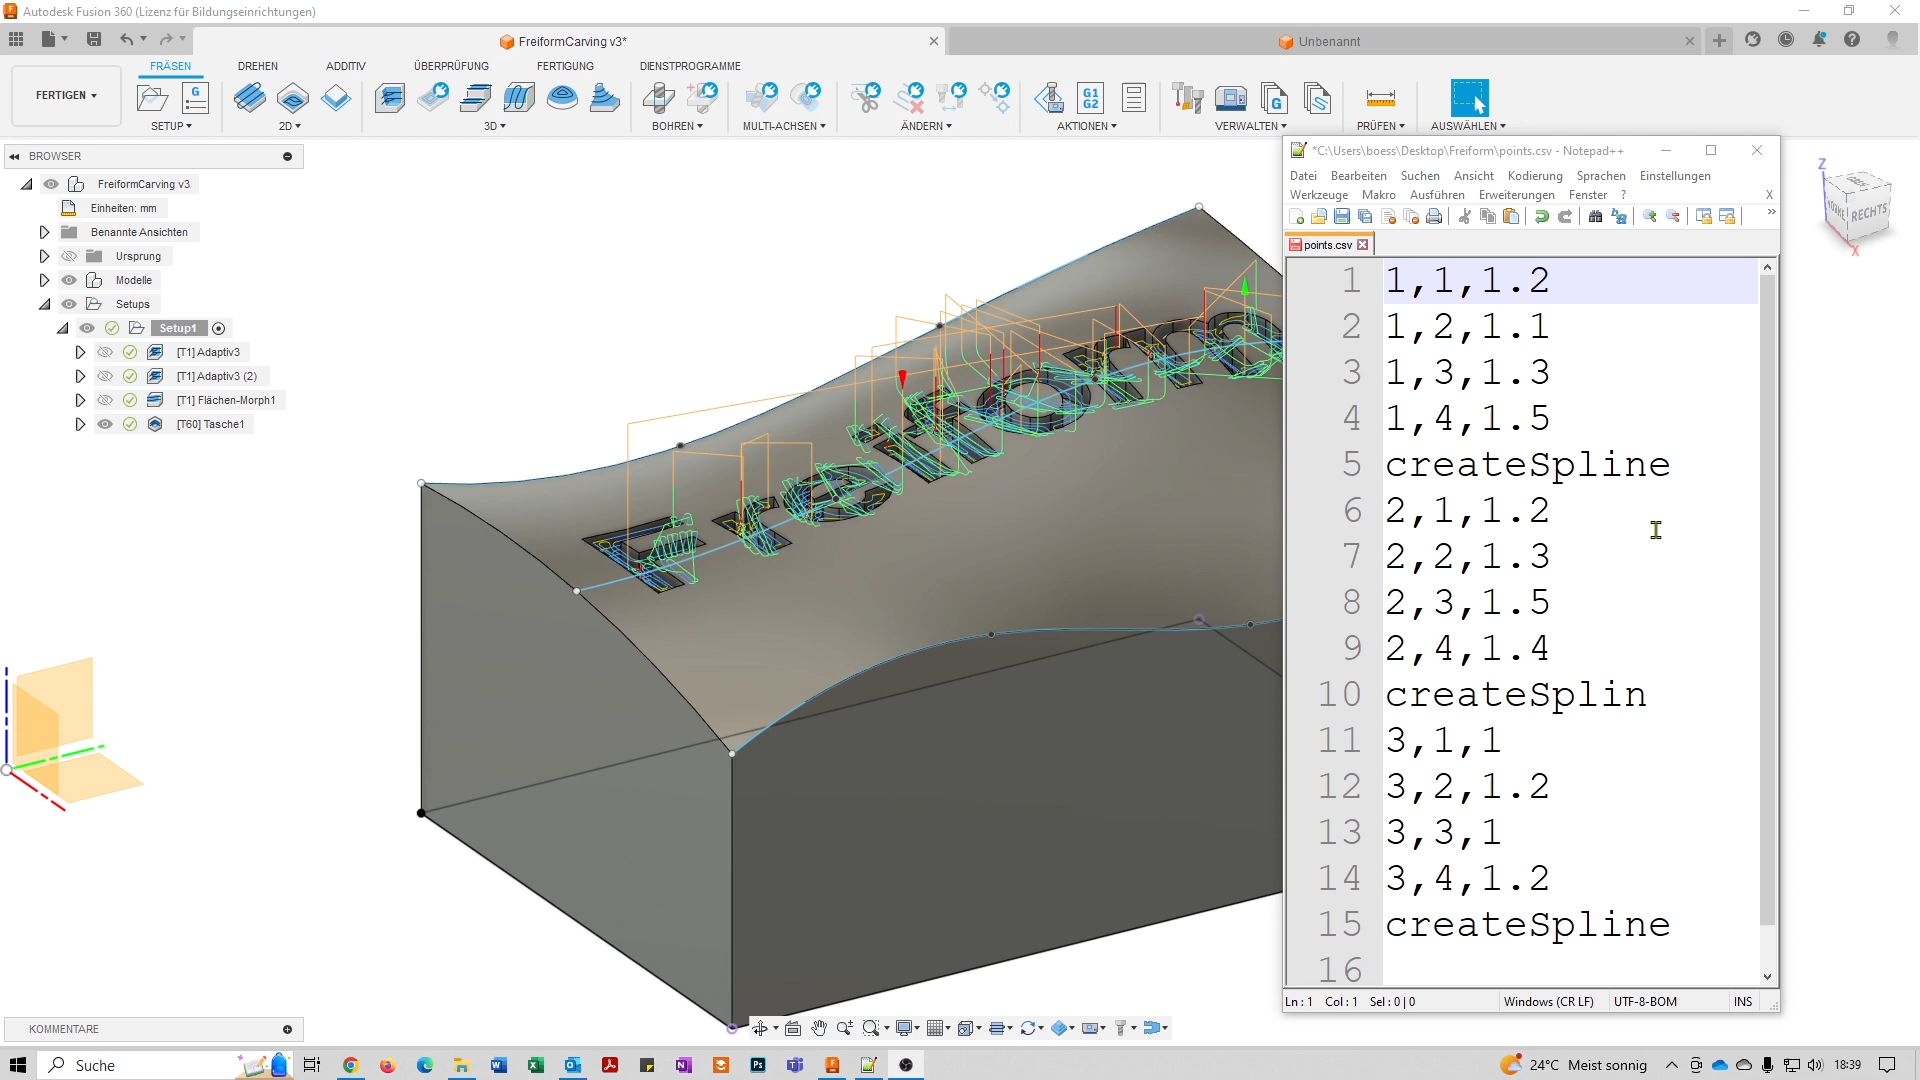 Autodesk Fusion 360 (Lizenz für Bildungseinrichtungen)
FreiformCarving v3*
Unbenannt
FRÄSEN
DREHEN
ADDITIV
ÜBERPRÜFUNG
FERTIGUNG
DIENSTPROGRAMME
FERTIGEN
SETUP
2D
3D
BOHREN
MULTI-ACHSEN
ÄNDERN
AKTIONEN
VERWALTEN
PRÜFEN
AUSWÄHLEN
G
G1
G2
G
BROWSER
FreiformCarving v3
Einheiten: mm
Benannte Ansichten
Ursprung
Modelle
Setups
Setup1
[T1] Adaptiv3
[T1] Adaptiv3 (2)
[T1] Flächen-Morph1
[T60] Tasche1
Freiform
*C:\Users\boess\Desktop\Freiform\points.csv - Notepad++
Datei Bearbeiten Suchen Ansicht Kodierung Sprachen Einstellungen
Werkzeuge Makro Ausführen Erweiterungen Fenster ? X
points.csv
1 1,1,1.2
2 1,2,1.1
3 1,3,1.3
4 1,4,1.5
5 createSpline
6 2,1,1.2
7 2,2,1.3
8 2,3,1.5
9 2,4,1.4
10 createSplin
11 3,1,1
12 3,2,1.2
13 3,3,1
14 3,4,1.2
15 createSpline
16
Ln : 1 Col : 1 Sel : 0 | 0
Windows (CR LF)
UTF-8-BOM
INS
Z
RECHTS
X
KOMMENTARE
Suche
24°C Meist sonnig
18:39